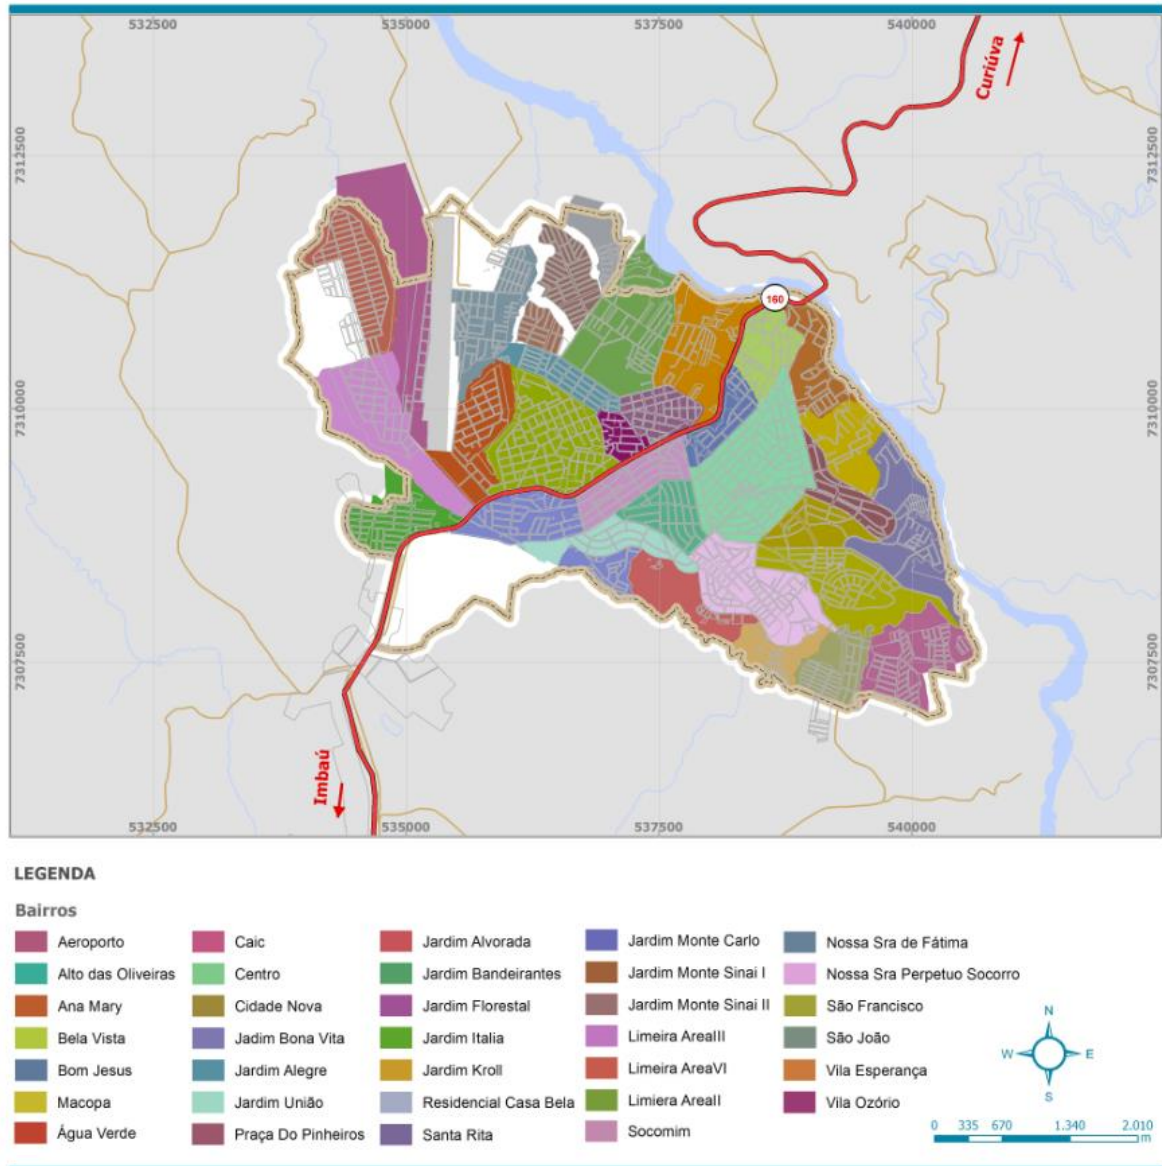 532500 535000 537500 540000
Curiúva
7312500 7312500
160
7310000 7310000
7307500 7307500
Imbaú
532500 535000 537500 540000
LEGENDA
Bairros
Aeroporto
Alto das Oliveiras
Ana Mary
Bela Vista
Bom Jesus
Macopa
Água Verde
Caic
Centro
Cidade Nova
Jadim Bona Vita
Jardim Alegre
Jardim União
Praça Do Pinheiros
Jardim Alvorada
Jardim Bandeirantes
Jardim Florestal
Jardim Italia
Jardim Kroll
Residencial Casa Bela
Santa Rita
Jardim Monte Carlo
Jardim Monte Sinai I
Jardim Monte Sinai II
Limeira AreaIII
Limeira AreaVI
Limiera AreaII
Socomim
Nossa Sra de Fátima
Nossa Sra Perpetuo Socorro
São Francisco
São João
Vila Esperança
Vila Ozório
N
W E
S
0 335 670 1.340 2.010
m